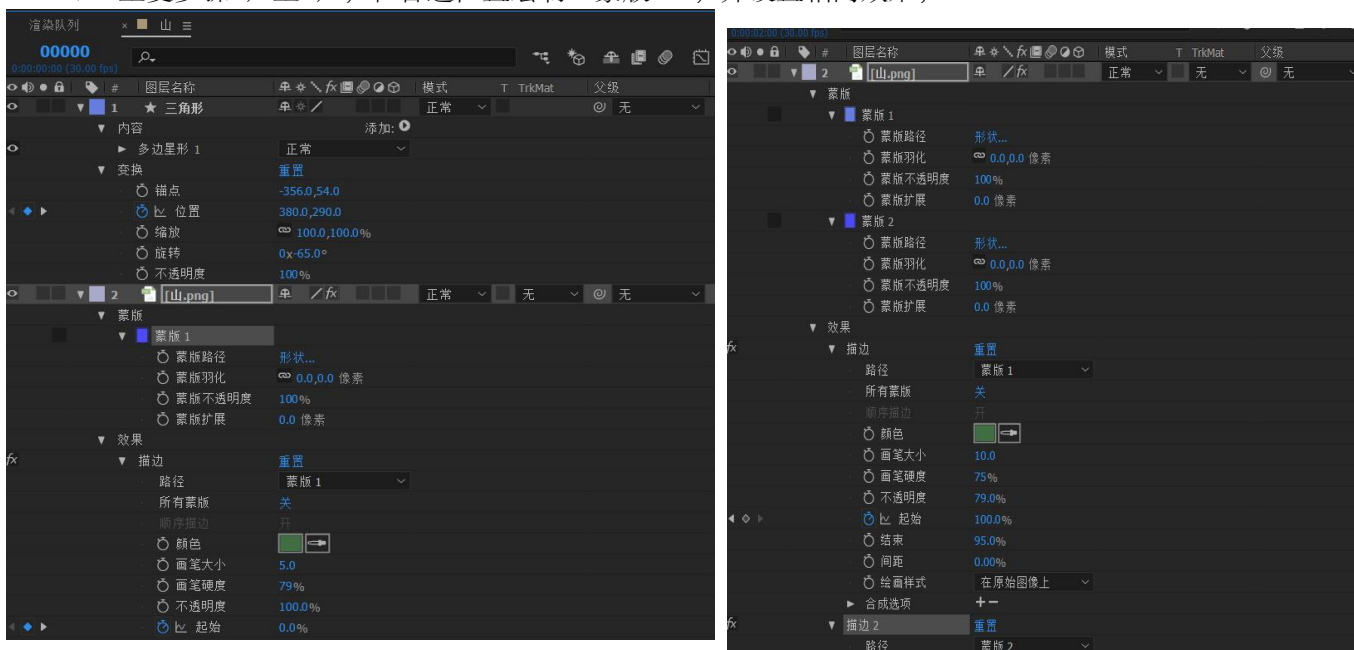 渲染队列 × 山 ≡
00000
0:00:00:00 (30.00 fps)
# 图层名称 模式 T TrkMat 父级
1 ★ 三角形 正常 无
内容 添加:
多边星形 1 正常
变换 重置
锚点 -356.0,54.0
位置 380.0,290.0
缩放 100.0,100.0%
旋转 0x-65.0°
不透明度 100%
2 [山.png] fx 正常 无 无
蒙版
蒙版 1
蒙版路径 形状...
蒙版羽化 0.0,0.0 像素
蒙版不透明度 100%
蒙版扩展 0.0 像素
效果
fx 描边 重置
路径 蒙版 1
所有蒙版 关
顺序描边 开
颜色
画笔大小 5.0
画笔硬度 79%
不透明度 100.0%
起始 0.0%
0:00:02:00 (30.00 fps)
# 图层名称 模式 T TrkMat 父级
2 [山.png] fx 正常 无 无
蒙版
蒙版 1
蒙版路径 形状...
蒙版羽化 0.0,0.0 像素
蒙版不透明度 100%
蒙版扩展 0.0 像素
蒙版 2
蒙版路径 形状...
蒙版羽化 0.0,0.0 像素
蒙版不透明度 100%
蒙版扩展 0.0 像素
效果
fx 描边 重置
路径 蒙版 1
所有蒙版 关
顺序描边 开
颜色
画笔大小 10.0
画笔硬度 75%
不透明度 79.0%
起始 100.0%
结束 95.0%
间距 0.00%
绘画样式 在原始图像上
合成选项 +−
fx 描边 2 重置
路径 蒙版 2